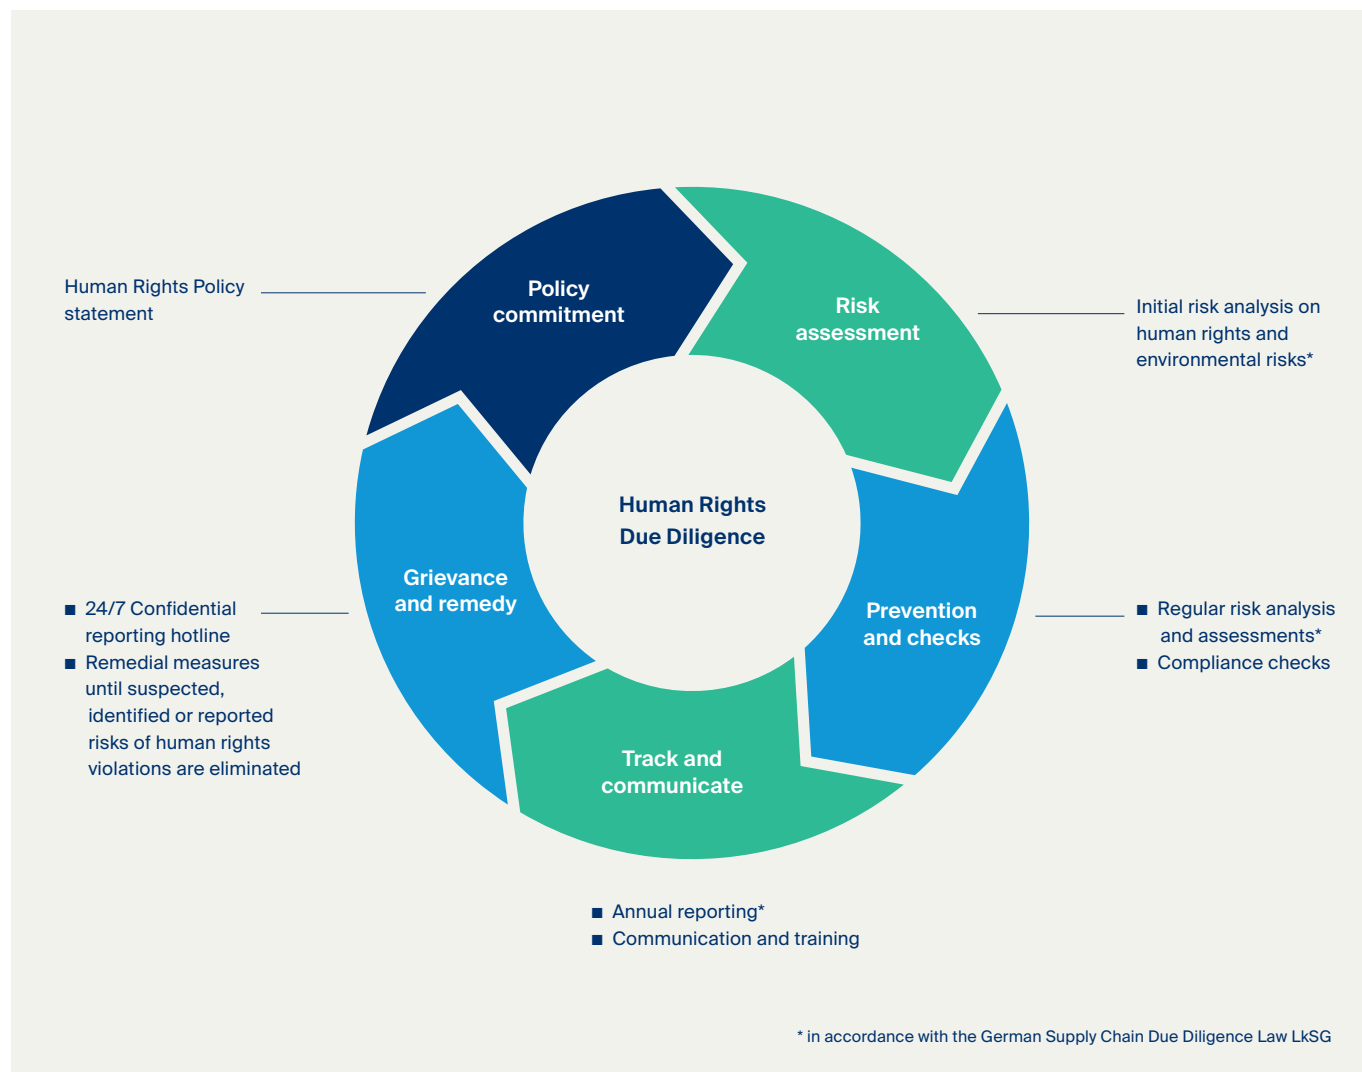 Policy
commitment
Risk
assessment
Human Rights Policy
statement
Initial risk analysis on
human rights and
environmental risks*
Human Rights
Due Diligence
Grievance
and remedy
Prevention
and checks
■ 24/7 Confidential
reporting hotline
■ Remedial measures
until suspected,
identified or reported
risks of human rights
violations are eliminated
■ Regular risk analysis
and assessments*
■ Compliance checks
Track and
communicate
■ Annual reporting*
■ Communication and training
* in accordance with the German Supply Chain Due Diligence Law LkSG